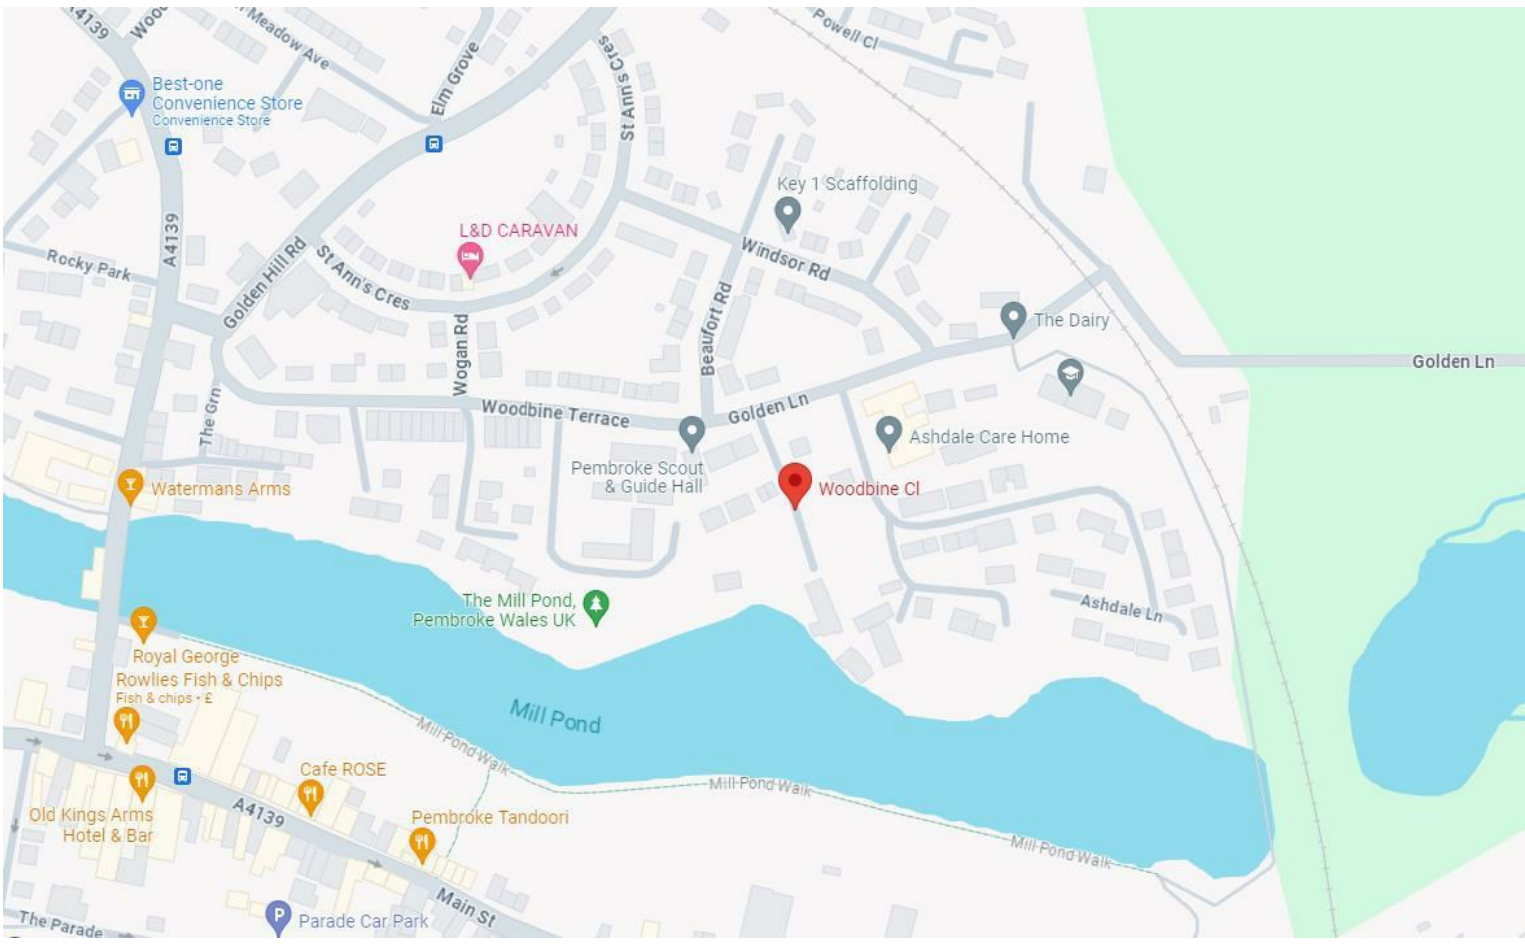 A4139
Wood
Meadow Ave
Elm Grove
St Ann's Cres
Powell Cl
Best-one
Convenience Store
Convenience Store
Key 1 Scaffolding
A4139
L&D CARAVAN
Rocky Park
Golden Hill Rd
St Ann's Cres
Windsor Rd
Beaufort Rd
The Dairy
Wogan Rd
Golden Ln
The Grn
Woodbine Terrace
Golden Ln
Ashdale Care Home
Pembroke Scout
& Guide Hall
Watermans Arms
Woodbine Cl
The Mill Pond,
Pembroke Wales UK
Ashdale Ln
Royal George
Rowlies Fish & Chips
Fish & chips · £
Mill Pond
Mill Pond Walk
Mill Pond Walk
Cafe ROSE
Old Kings Arms
Hotel & Bar
A4139
Pembroke Tandoori
Mill Pond Walk
Main St
P
Parade Car Park
The Parade